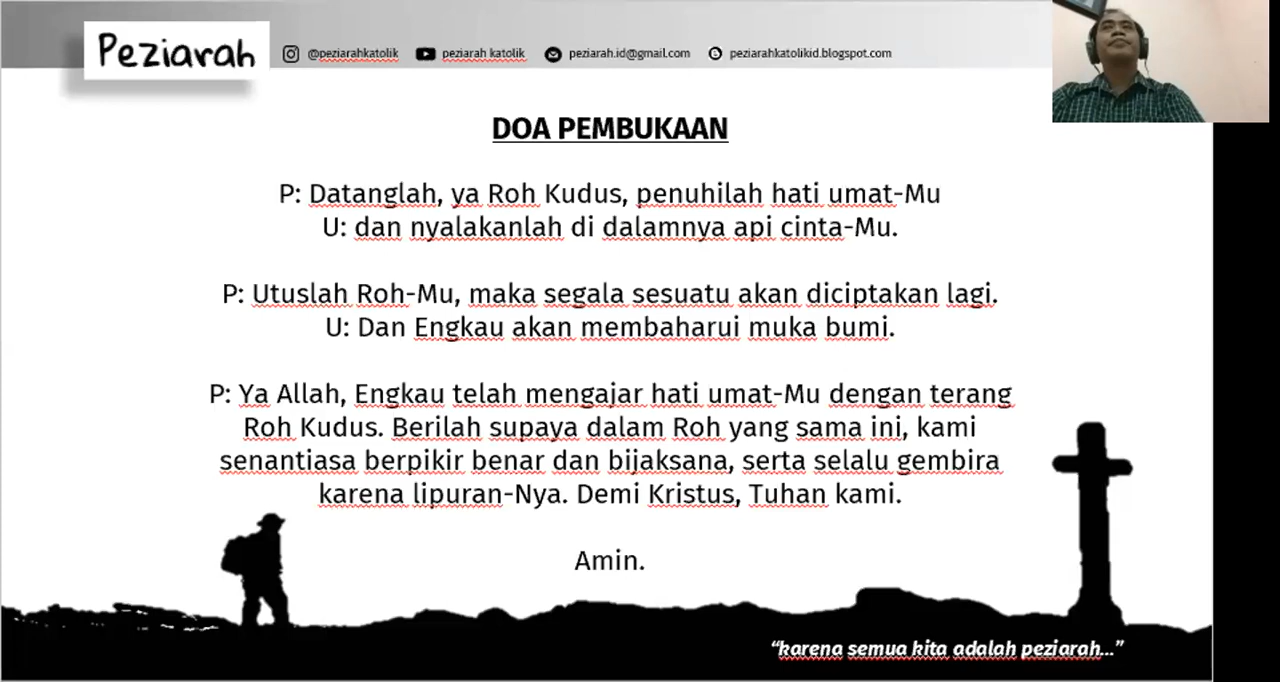 Peziarah
@peziarahkatolik peziarah katolik peziarah.id@gmail.com peziarahkatolikid.blogspot.com
DOA PEMBUKAAN
P: Datanglah, ya Roh Kudus, penuhilah hati umat-Mu
U: dan nyalakanlah di dalamnya api cinta-Mu.
P: Utuslah Roh-Mu, maka segala sesuatu akan diciptakan lagi.
U: Dan Engkau akan membaharui muka bumi.
P: Ya Allah, Engkau telah mengajar hati umat-Mu dengan terang
Roh Kudus. Berilah supaya dalam Roh yang sama ini, kami
senantiasa berpikir benar dan bijaksana, serta selalu gembira
karena lipuran-Nya. Demi Kristus, Tuhan kami.
Amin.
“karena semua kita adalah peziarah...”